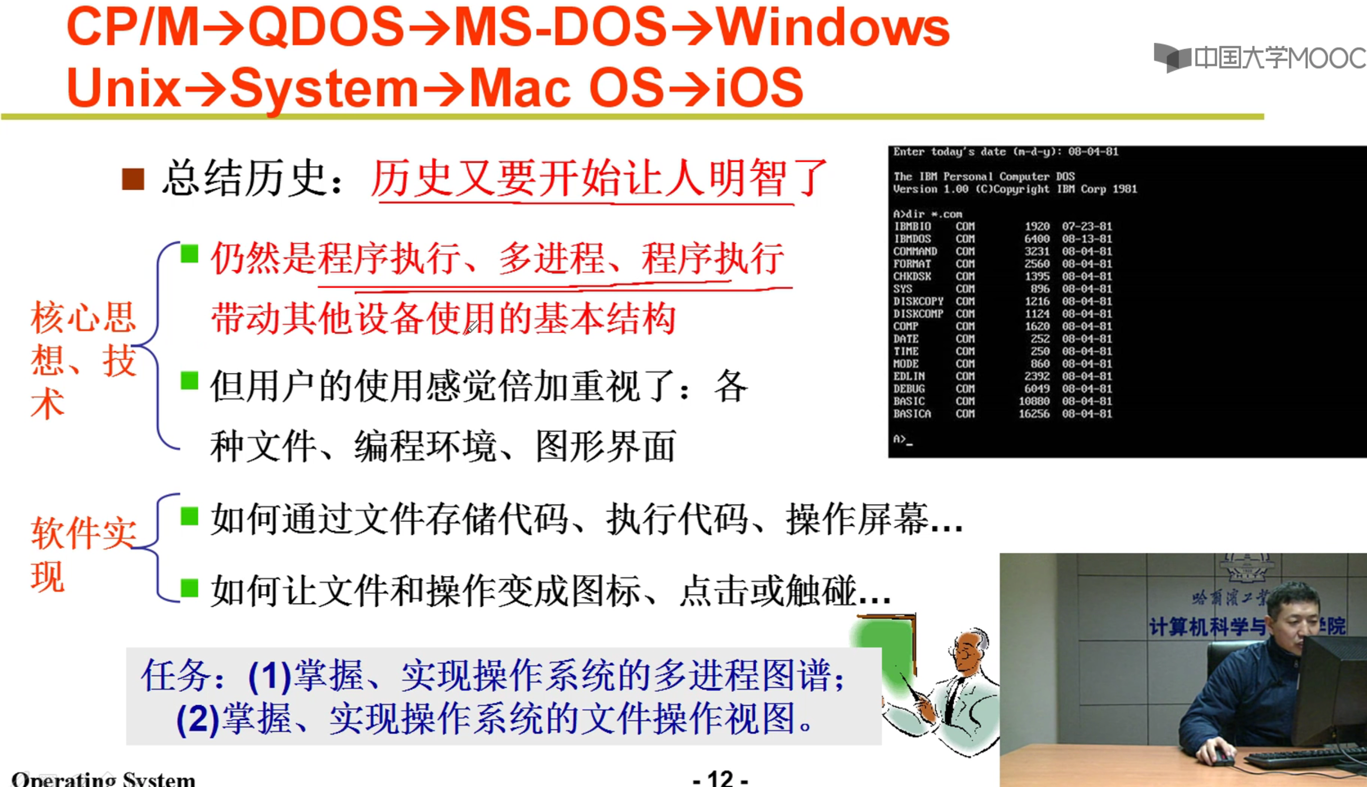 CP/M→QDOS→MS-DOS→Windows
Unix→System→Mac OS→iOS
中国大学MOOC
总结历史：历史又要开始让人明智了
仍然是程序执行、多进程、程序执行
带动其他设备使用的基本结构
核心思
想、技
术
但用户的使用感觉倍加重视了：各
种文件、编程环境、图形界面
软件实
现
如何通过文件存储代码、执行代码、操作屏幕...
如何让文件和操作变成图标、点击或触碰...
任务：(1)掌握、实现操作系统的多进程图谱；
(2)掌握、实现操作系统的文件操作视图。
Enter today's date (m-d-y): 08-04-81
The IBM Personal Computer DOS
Version 1.00 (C)Copyright IBM Corp 1981
A>dir *.com
IBMBIO COM 1920 07-23-81
IBMDOS COM 6400 08-13-81
COMMAND COM 3231 08-04-81
FORMAT COM 2560 08-04-81
CHKDSK COM 1395 08-04-81
SYS COM 896 08-04-81
DISKCOPY COM 1216 08-04-81
DISKCOMP COM 1124 08-04-81
COMP COM 1620 08-04-81
DATE COM 252 08-04-81
TIME COM 250 08-04-81
MODE COM 860 08-04-81
EDLIN COM 2392 08-04-81
DEBUG COM 6049 08-04-81
BASIC COM 10880 08-04-81
BASICA COM 16256 08-04-81
A>_
哈尔滨工业
计算机科学与 学院
Operating System
- 12 -